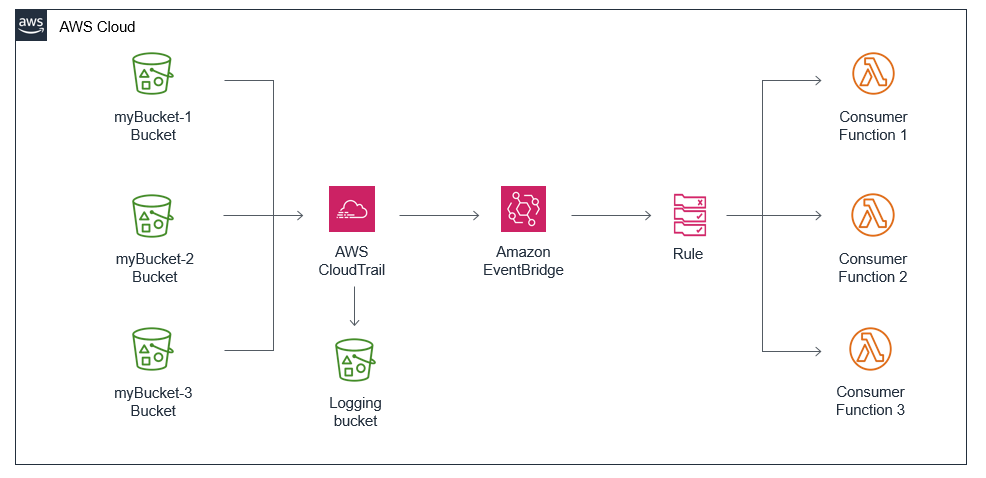 aws
AWS Cloud
myBucket-1
Bucket
myBucket-2
Bucket
myBucket-3
Bucket
AWS
CloudTrail
Logging
bucket
Amazon
EventBridge
Rule
Consumer
Function 1
Consumer
Function 2
Consumer
Function 3